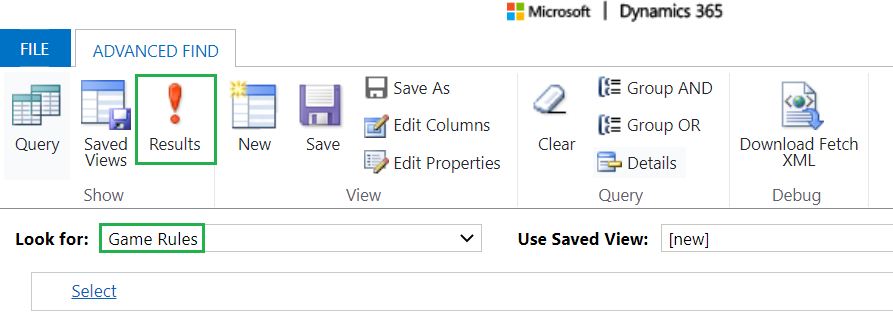 Microsoft | Dynamics 365
FILE
ADVANCED FIND
Query
Saved
Views
Results
New
Save
Save As
Edit Columns
Edit Properties
Clear
Group AND
Group OR
Details
Download Fetch
XML
Show
View
Query
Debug
Look for: Game Rules
Use Saved View: [new]
Select